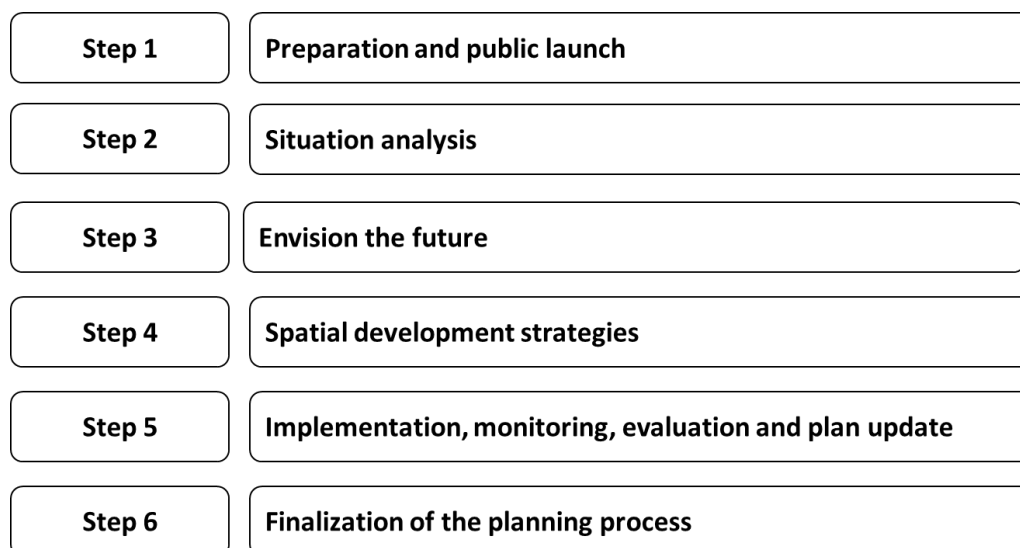 Step 1
Preparation and public launch
Step 2
Situation analysis
Step 3
Envision the future
Step 4
Spatial development strategies
Step 5
Implementation, monitoring, evaluation and plan update
Step 6
Finalization of the planning process